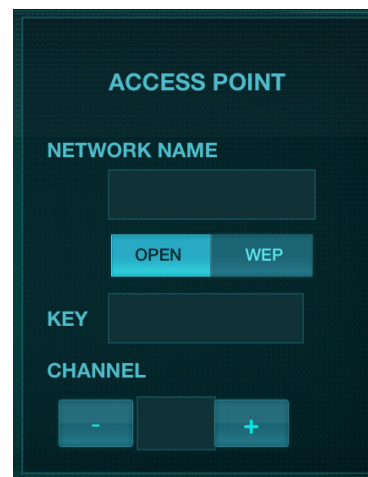 ACCESS POINT
NETWORK NAME
OPEN WEP
KEY
CHANNEL
- +